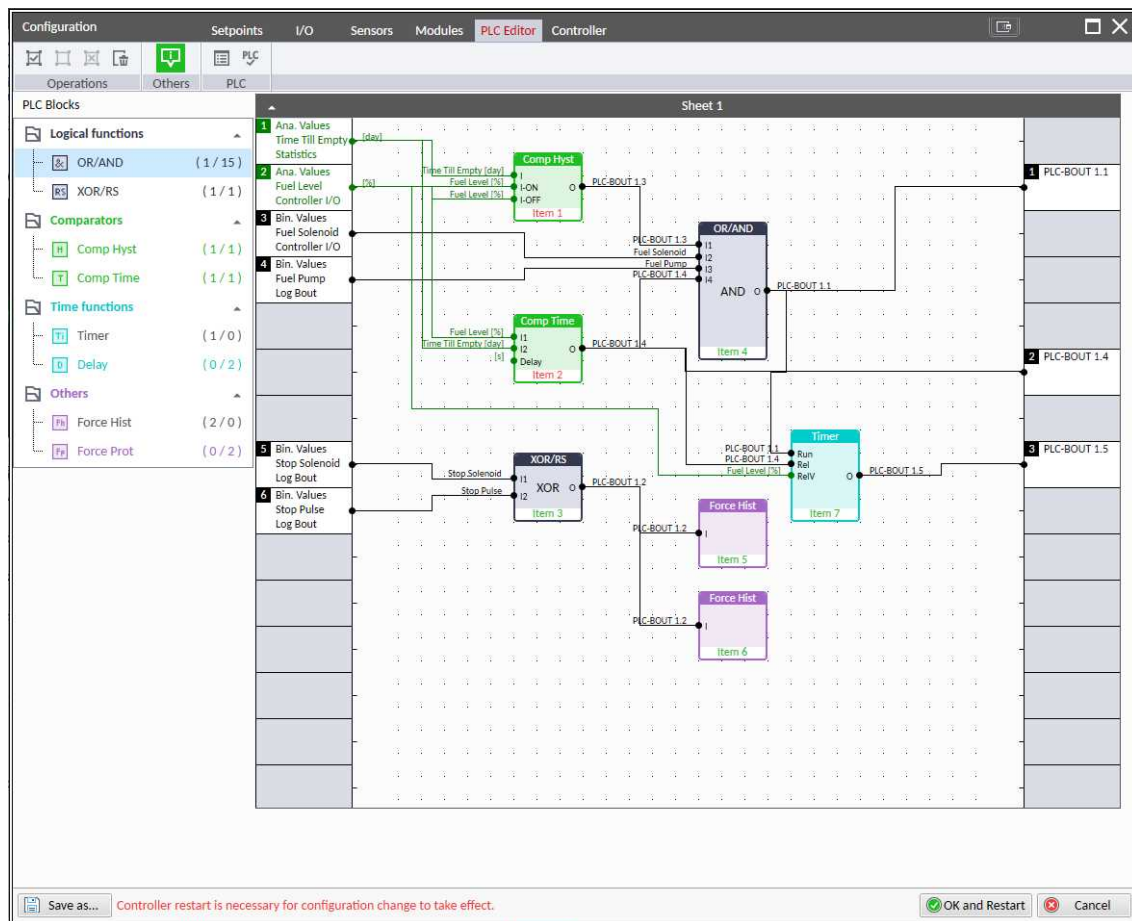 Configuration
Setpoints
I/O
Sensors
Modules
PLC Editor
Controller
PLC
Operations
Others
PLC
PLC Blocks
Logical functions
& OR/AND (1 / 15)
RS XOR/RS (1 / 1)
Comparators
H Comp Hyst (1 / 1)
T Comp Time (1 / 1)
Time functions
Ti Timer (1 / 0)
D Delay (0 / 2)
Others
Fh Force Hist (2 / 0)
Fp Force Prot (0 / 2)
Sheet 1
1 Ana. Values
Time Till Empty
Statistics
[day]
2 Ana. Values
Fuel Level
Controller I/O
[%]
3 Bin. Values
Fuel Solenoid
Controller I/O
4 Bin. Values
Fuel Pump
Log Bout
5 Bin. Values
Stop Solenoid
Log Bout
6 Bin. Values
Stop Pulse
Log Bout
Comp Hyst
Time Till Empty [day] I
Fuel Level [%] I-ON O PLC-BOUT 1.3
Fuel Level [%] I-OFF
Item 1
OR/AND
PLC-BOUT 1.3 I1
Fuel Solenoid I2
Fuel Pump I3
PLC-BOUT 1.4 I4
AND O PLC-BOUT 1.1
Item 4
Comp Time
Fuel Level [%] I1
Time Till Empty [day] I2 O PLC-BOUT 1.4
[s] Delay
Item 2
Timer
PLC-BOUT 1.1 Run
PLC-BOUT 1.4 Rel
Fuel Level [%] RelV O PLC-BOUT 1.5
Item 7
XOR/RS
Stop Solenoid I1
XOR O PLC-BOUT 1.2
Stop Pulse I2
Item 3
Force Hist
PLC-BOUT 1.2 I
Item 5
Force Hist
PLC-BOUT 1.2 I
Item 6
1 PLC-BOUT 1.1
2 PLC-BOUT 1.4
3 PLC-BOUT 1.5
Save as...
Controller restart is necessary for configuration change to take effect.
OK and Restart
Cancel